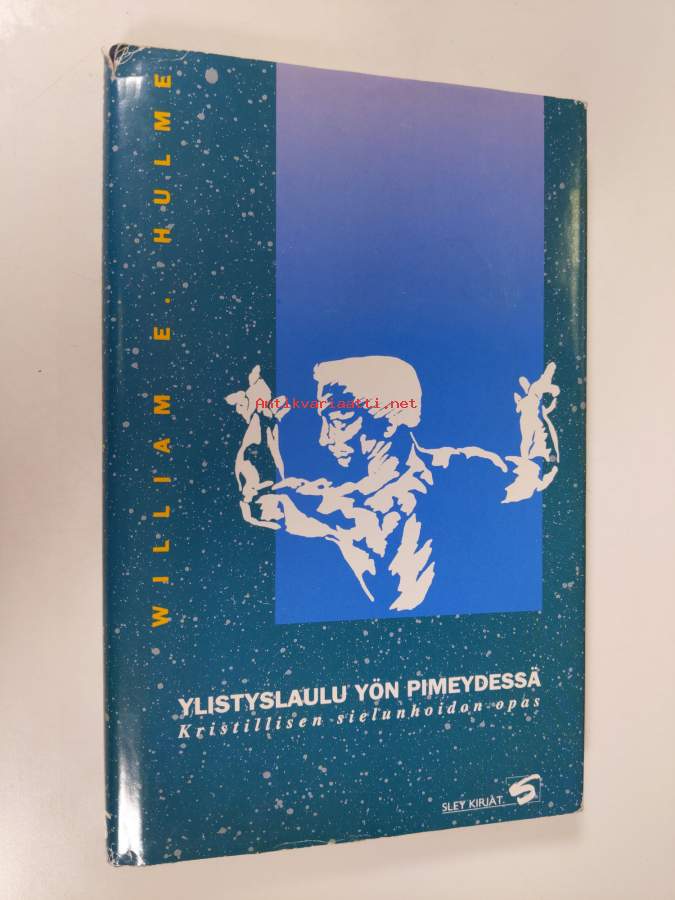 WILLIAM E. HULME
Antikvariaatti.net
YLISTYSLAULU YÖN PIMEYDESSÄ
Kristillisen sielunhoidon opas
SLEY KIRJAT